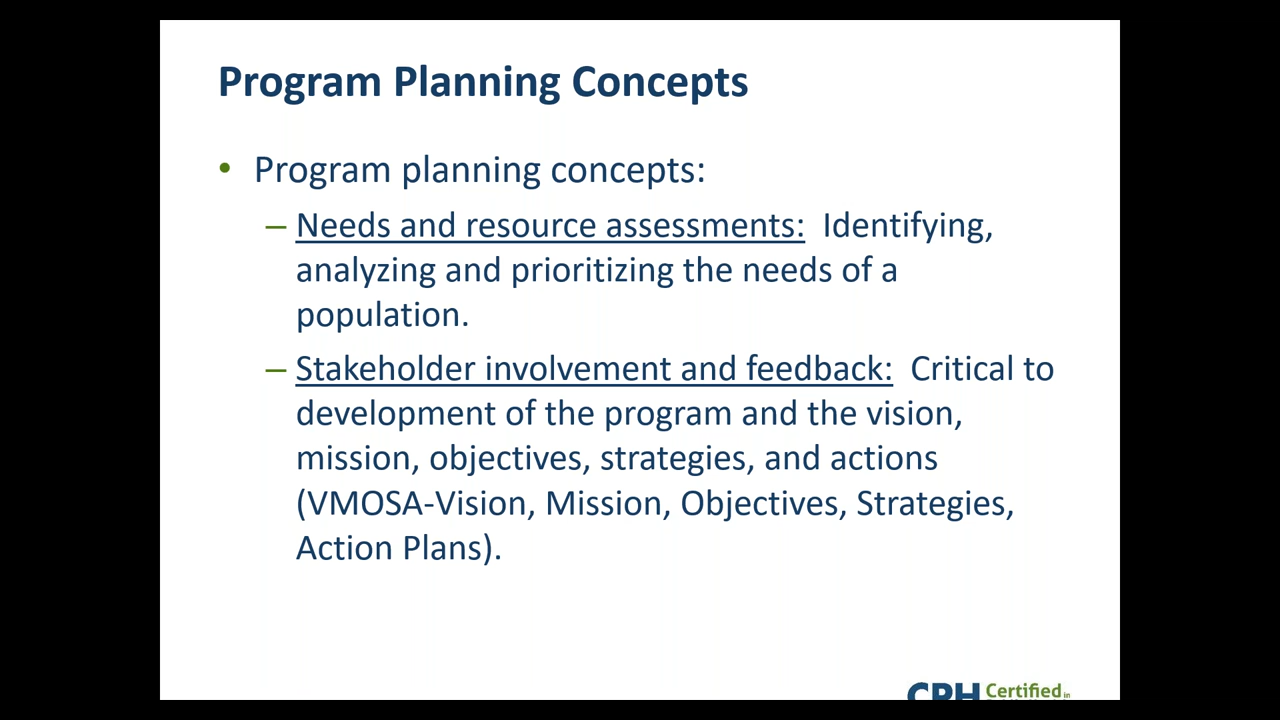 Program Planning Concepts
• Program planning concepts:
– Needs and resource assessments: Identifying,
analyzing and prioritizing the needs of a
population.
– Stakeholder involvement and feedback: Critical to
development of the program and the vision,
mission, objectives, strategies, and actions
(VMOSA-Vision, Mission, Objectives, Strategies,
Action Plans).
CPH Certified in